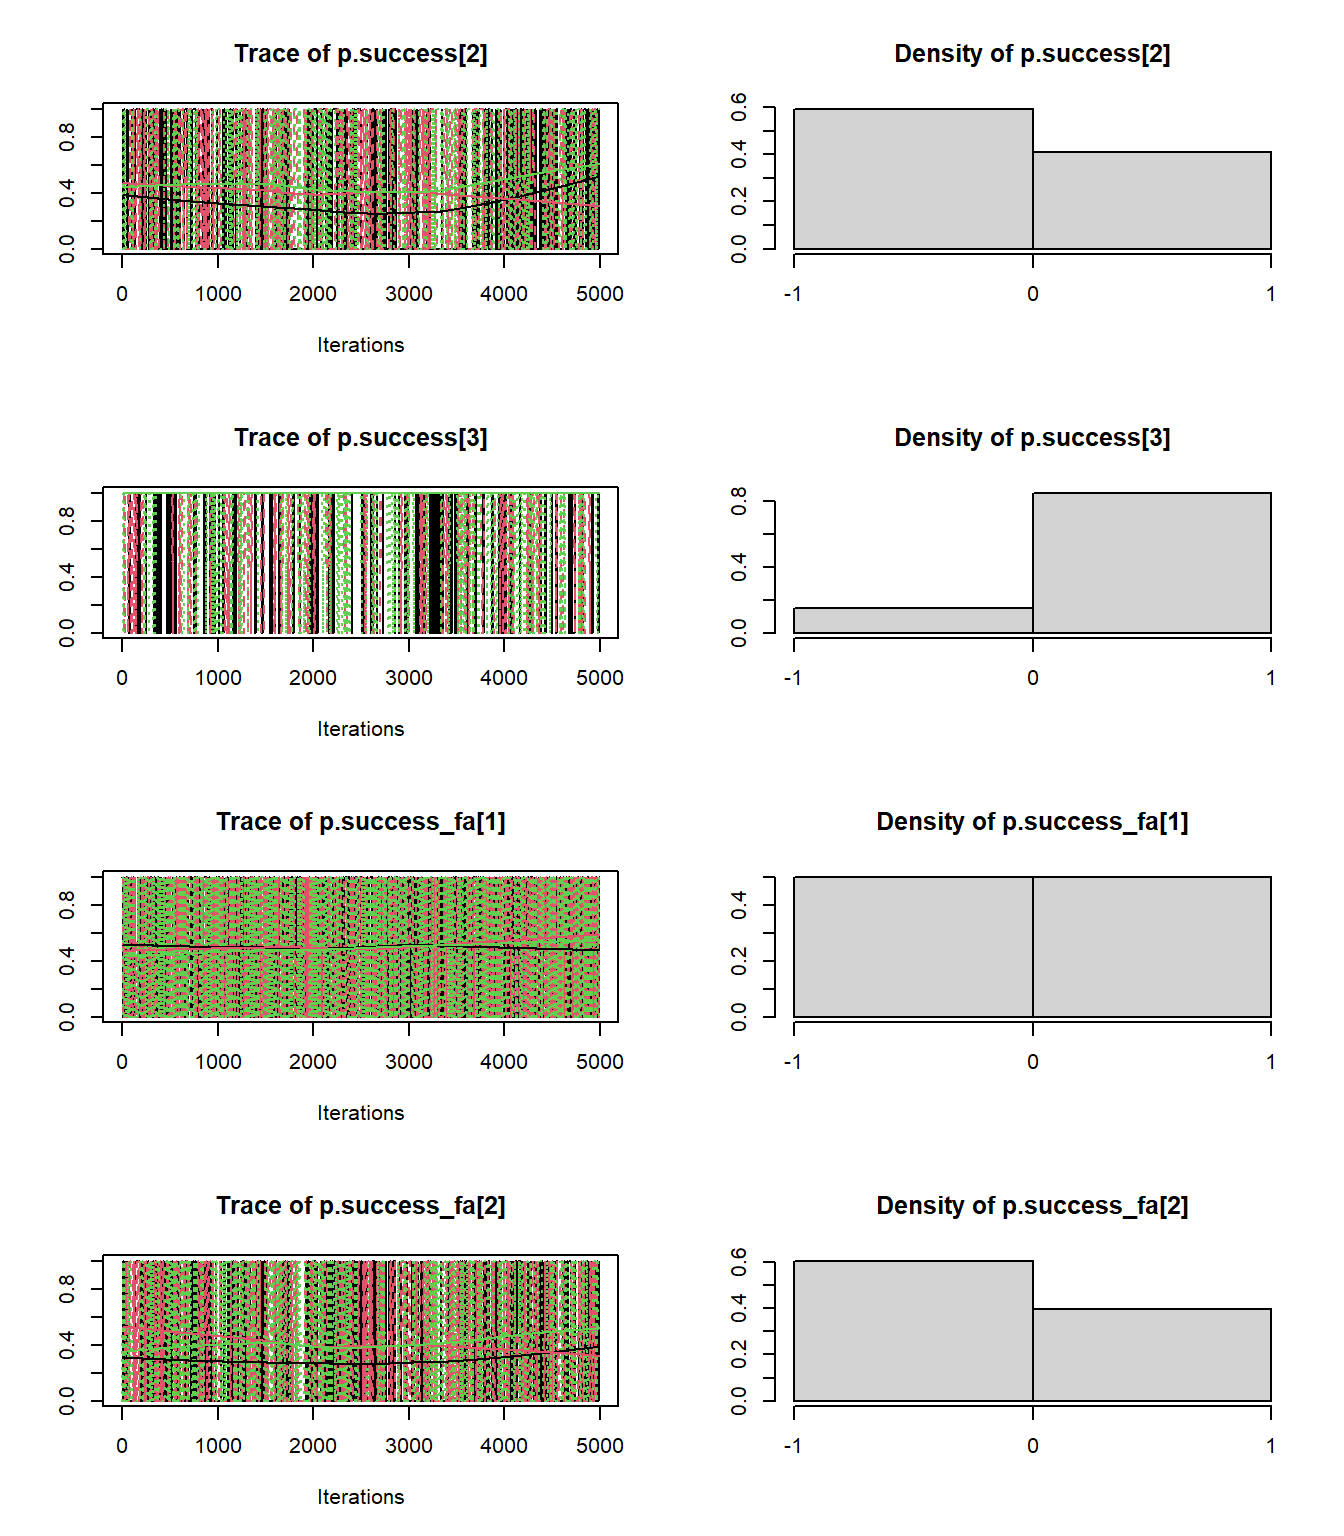 Trace of p.success[2]
0.0 0.4 0.8
0 1000 2000 3000 4000 5000
Iterations
Density of p.success[2]
0.0 0.2 0.4 0.6
-1 0 1
Trace of p.success[3]
0.0 0.4 0.8
0 1000 2000 3000 4000 5000
Iterations
Density of p.success[3]
0.0 0.4 0.8
-1 0 1
Trace of p.success_fa[1]
0.0 0.4 0.8
0 1000 2000 3000 4000 5000
Iterations
Density of p.success_fa[1]
0.0 0.2 0.4
-1 0 1
Trace of p.success_fa[2]
0.0 0.4 0.8
0 1000 2000 3000 4000 5000
Iterations
Density of p.success_fa[2]
0.0 0.2 0.4 0.6
-1 0 1